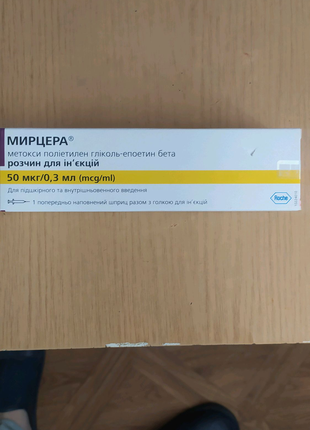 МИРЦЕРА®
метокси поліетилен гліколь-епоетин бета
розчин для ін'єкцій
50 мкг/0,3 мл (mcg/ml)
Для підшкірного та внутрішньовенного введення
1 попередньо наповнений шприц разом з голкою для ін'єкцій
Roche